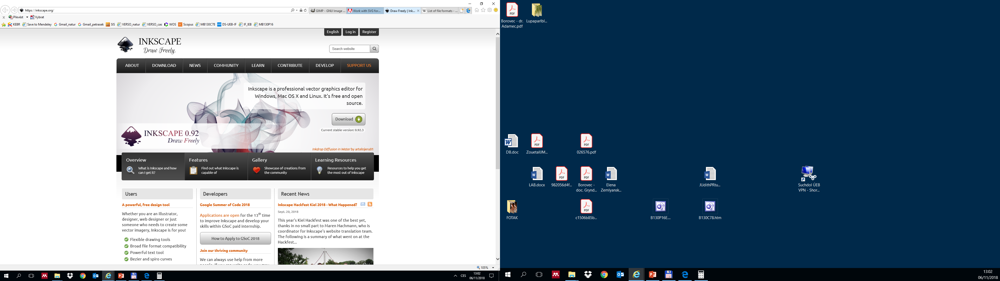 https://inkscape.org/
GIMP - GNU Image ...
Work with SVG for...
Draw Freely | Ink...
List of file formats - ...
x Převést Vybrat
KEBR Save to Mendeley Gmail_natur Gmail_petrasek SIS VERSO_natur VERSO_cas WOS Scopus MB130C78 DS-UEB-IF IF_IEB MB130P16
English Log in Register
INKSCAPE
Draw Freely.
Search website
ABOUT DOWNLOAD NEWS COMMUNITY LEARN CONTRIBUTE DEVELOP SUPPORT US
Inkscape is a professional vector graphics editor for
Windows, Mac OS X and Linux. It's free and open
source.
Download
Current stable version: 0.92.3
INKSCAPE 0.92
Draw Freely
Inkdrop Diffusion in Water by artelnjeru01
Overview
What is Inkscape and how
can I get it?
Features
Find out what Inkscape is
capable of
Gallery
Showcase of creations from
the community
Learning Resources
Resources to help you get
the most out of Inkscape
Users
A powerful, free design tool
Whether you are an illustrator,
designer, web designer or just
someone who needs to create some
vector imagery, Inkscape is for you!
Flexible drawing tools
Broad file format compatibility
Powerful text tool
Bezier and spiro curves
Developers
Google Summer of Code 2018
Applications are open for the 13th time
to improve Inkscape and develop your
skills within GSoC paid internship.
How to Apply to GSoC 2018
Join our thriving community
We can always use help from more
Recent News
Inkscape Hackfest Kiel 2018 - What Happened?
Sept. 20, 2018
This year's Kiel Hackfest was one of the best yet,
thanks in no small part to Maren Hachmann, who is
coordinator for Inkscape's website translation team.
The following is a summary of what went on at the
Hackfest...
105%
CES
13:02
06/11/2018
Borovec - dr.
Adamec.pdf
Lupaparlbl...
DB.doc
ZouetalIJM...
026576.pdf
LAB.docx
982056d4f...
Borovec -
doc. Grynd...
Elena
Zemlyansk...
JUdithPRtu...
Suchdol ÚEB
VPN - Shor...
FOTAK
c1506b85b...
B130P16E....
B130C78.htm
13:02
06/11/2018